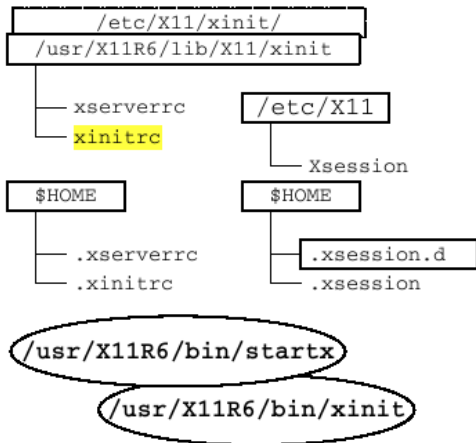 /etc/X11/xinit/
/usr/X11R6/lib/X11/xinit
xserverrc
xinitrc
/etc/X11
Xsession
$HOME
.xserverrc
.xinitrc
$HOME
.xsession.d
.xsession
/usr/X11R6/bin/startx
/usr/X11R6/bin/xinit